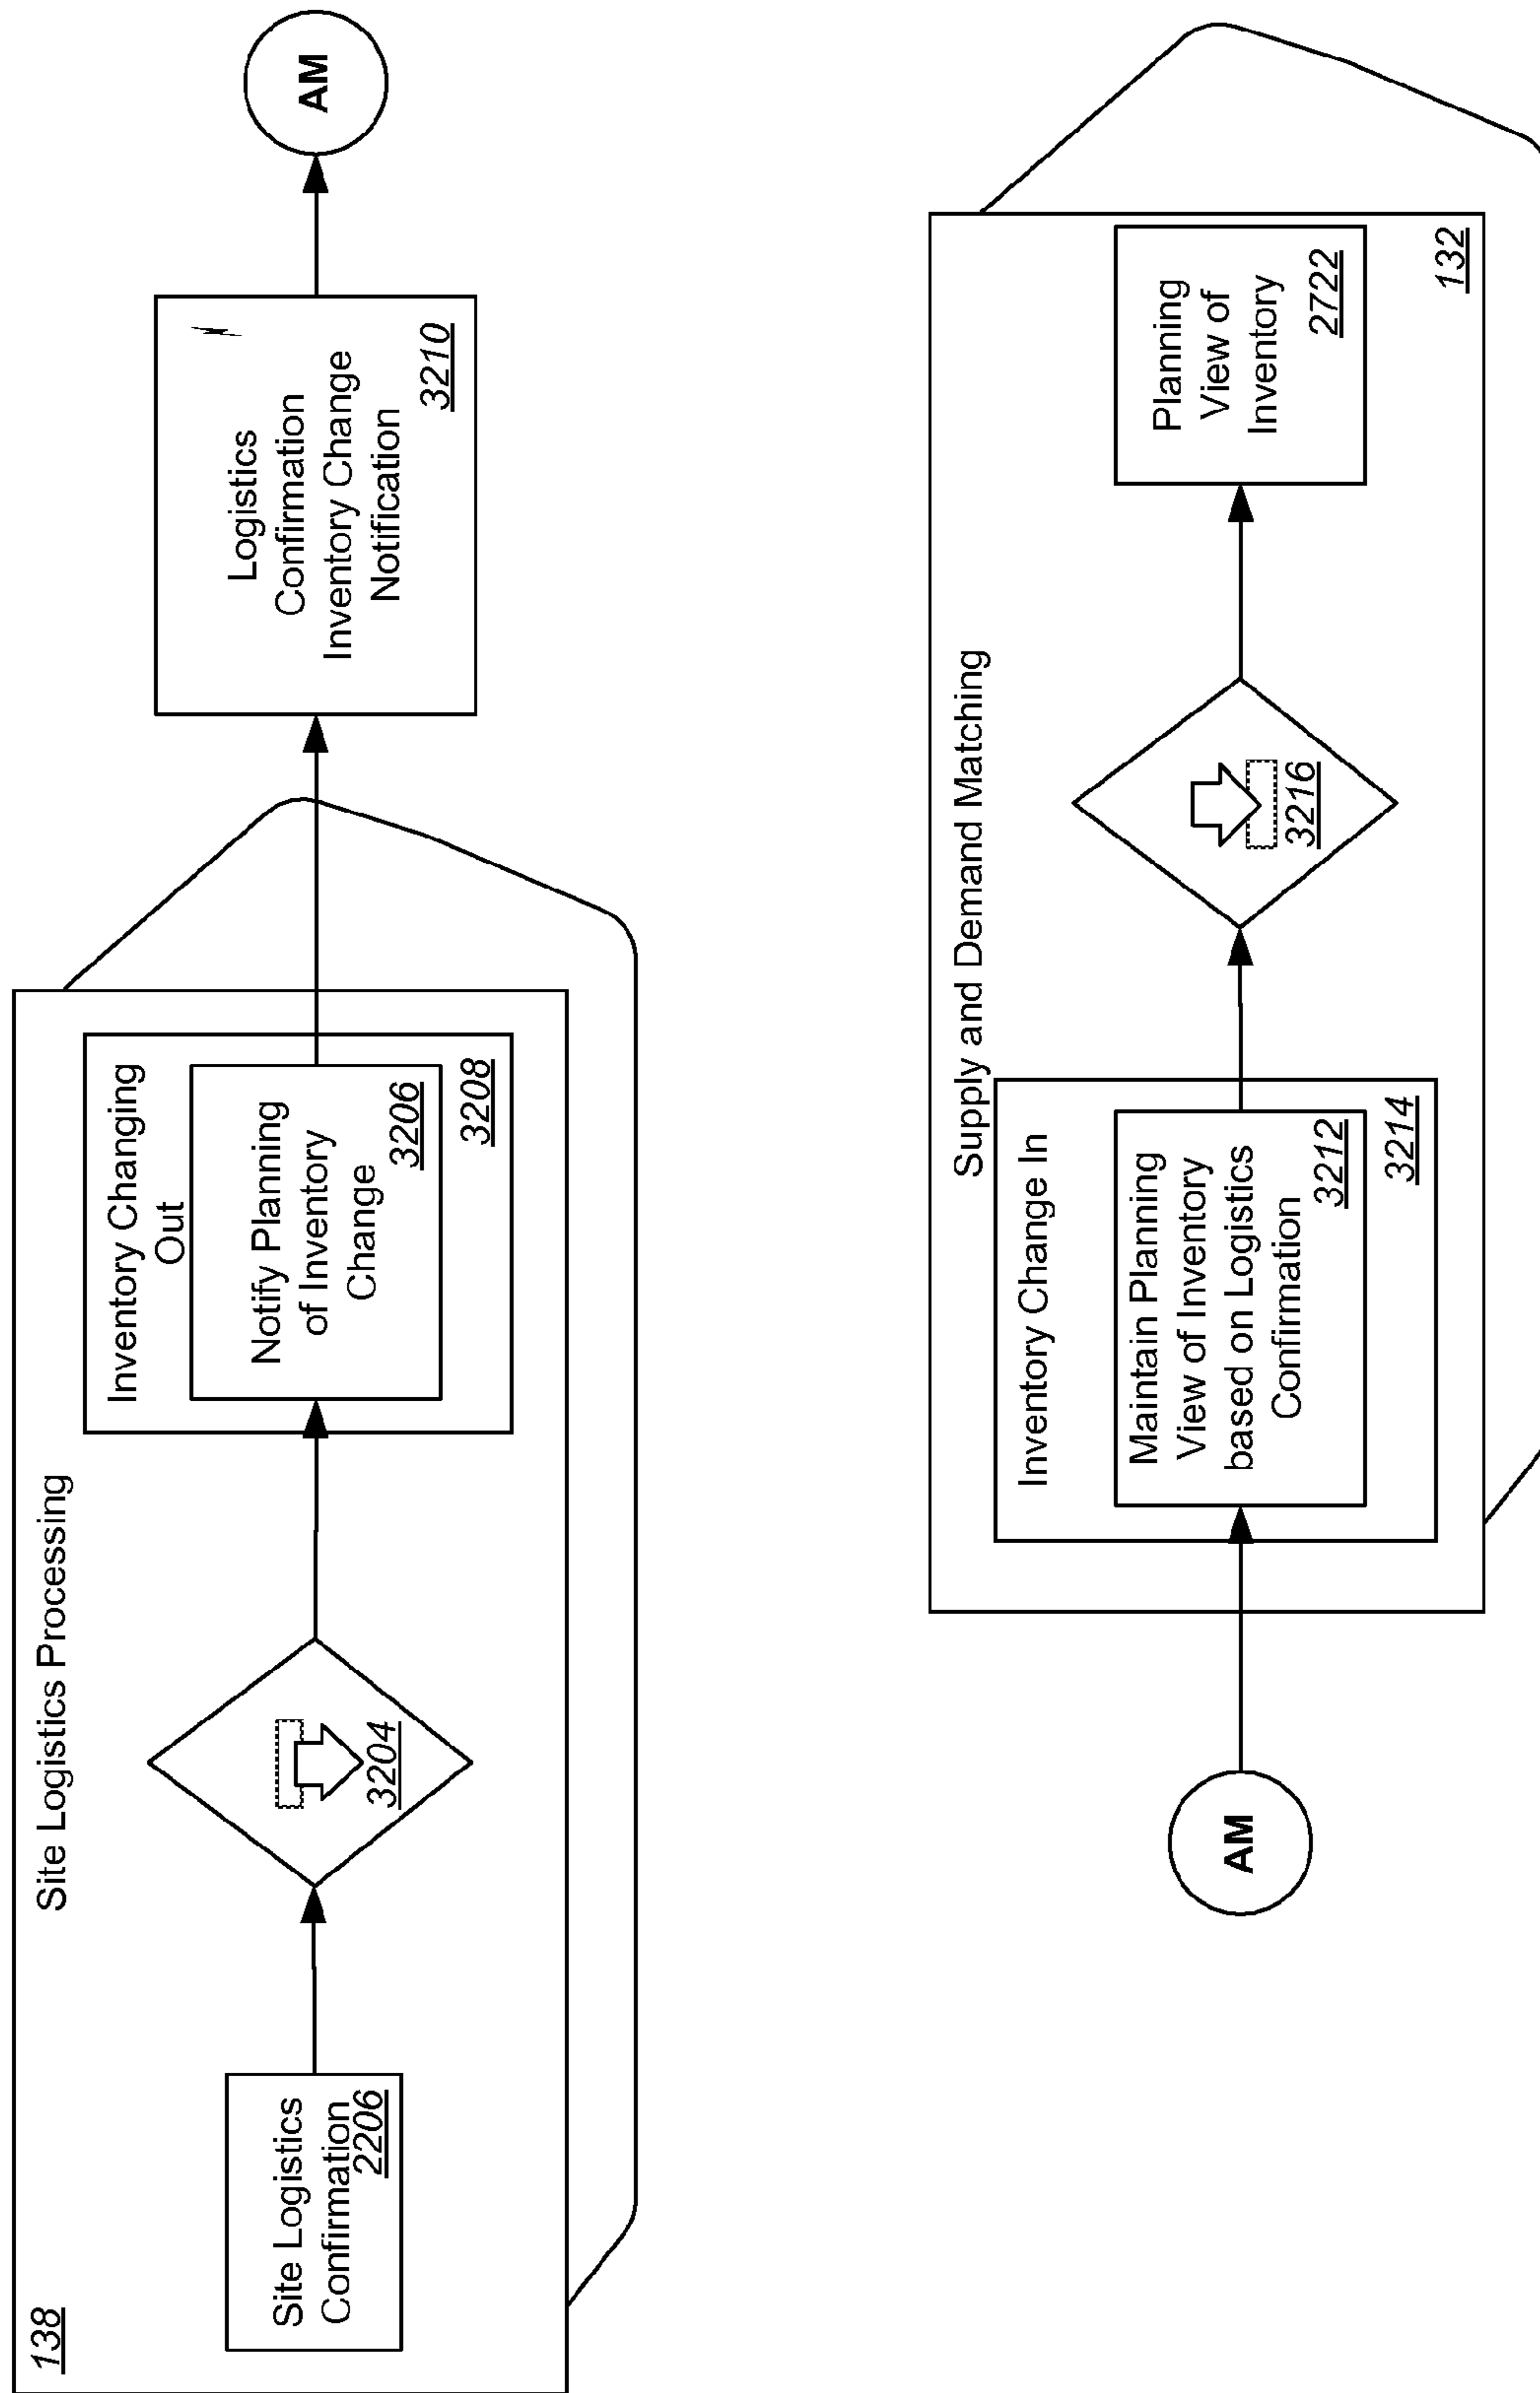 138
Site Logistics Processing
Site Logistics
Confirmation
2206
3204
Inventory Changing
Out
Notify Planning
of Inventory
Change
3206
3208
Logistics
Confirmation
Inventory Change
Notification
3210
AM
AM
Supply and Demand Matching
Inventory Change In
Maintain Planning
View of Inventory
based on Logistics
Confirmation
3212
3214
3216
Planning
View of
Inventory
2722
132